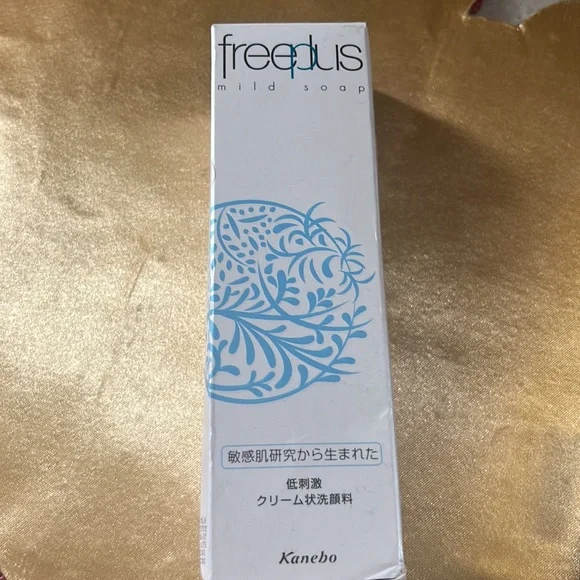 freeplus
mild soap
敏感肌研究から生まれた
低刺激
クリーム状洗顔料
Kanebo